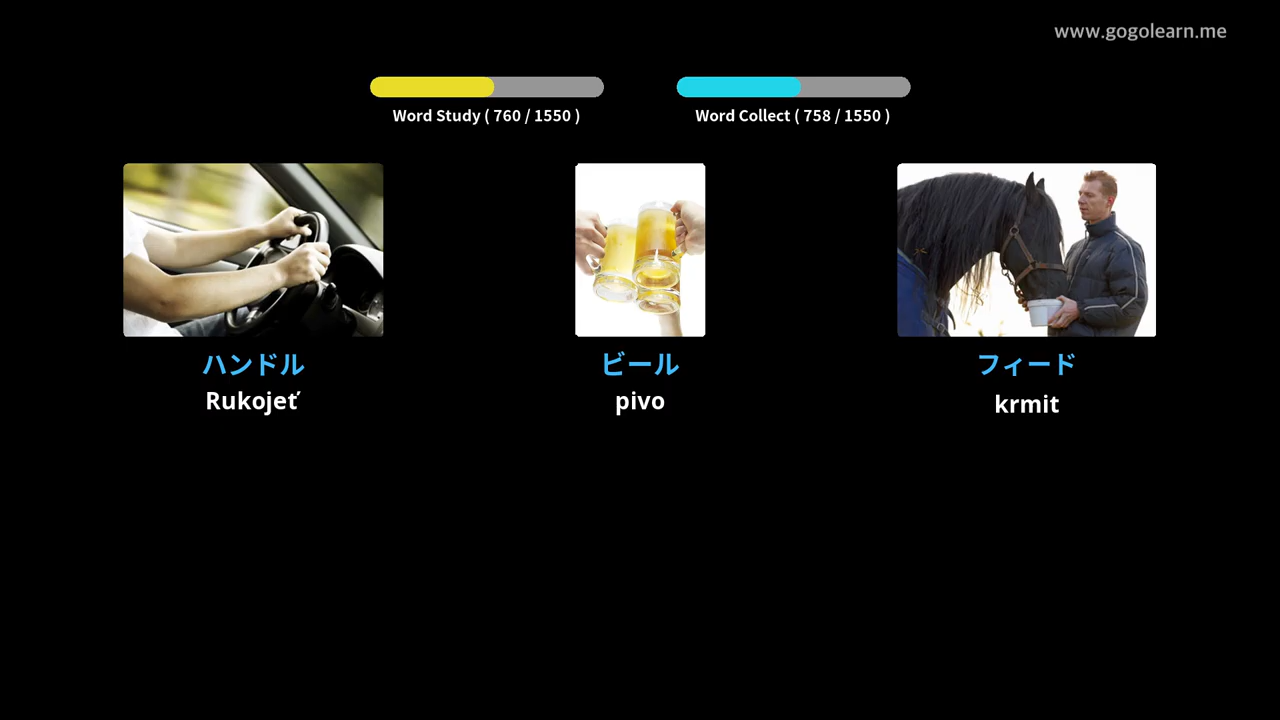 www.gogolearn.me
Word Study ( 760 / 1550 )
Word Collect ( 758 / 1550 )
ハンドル
Rukojeť
ビール
pivo
フィード
krmit